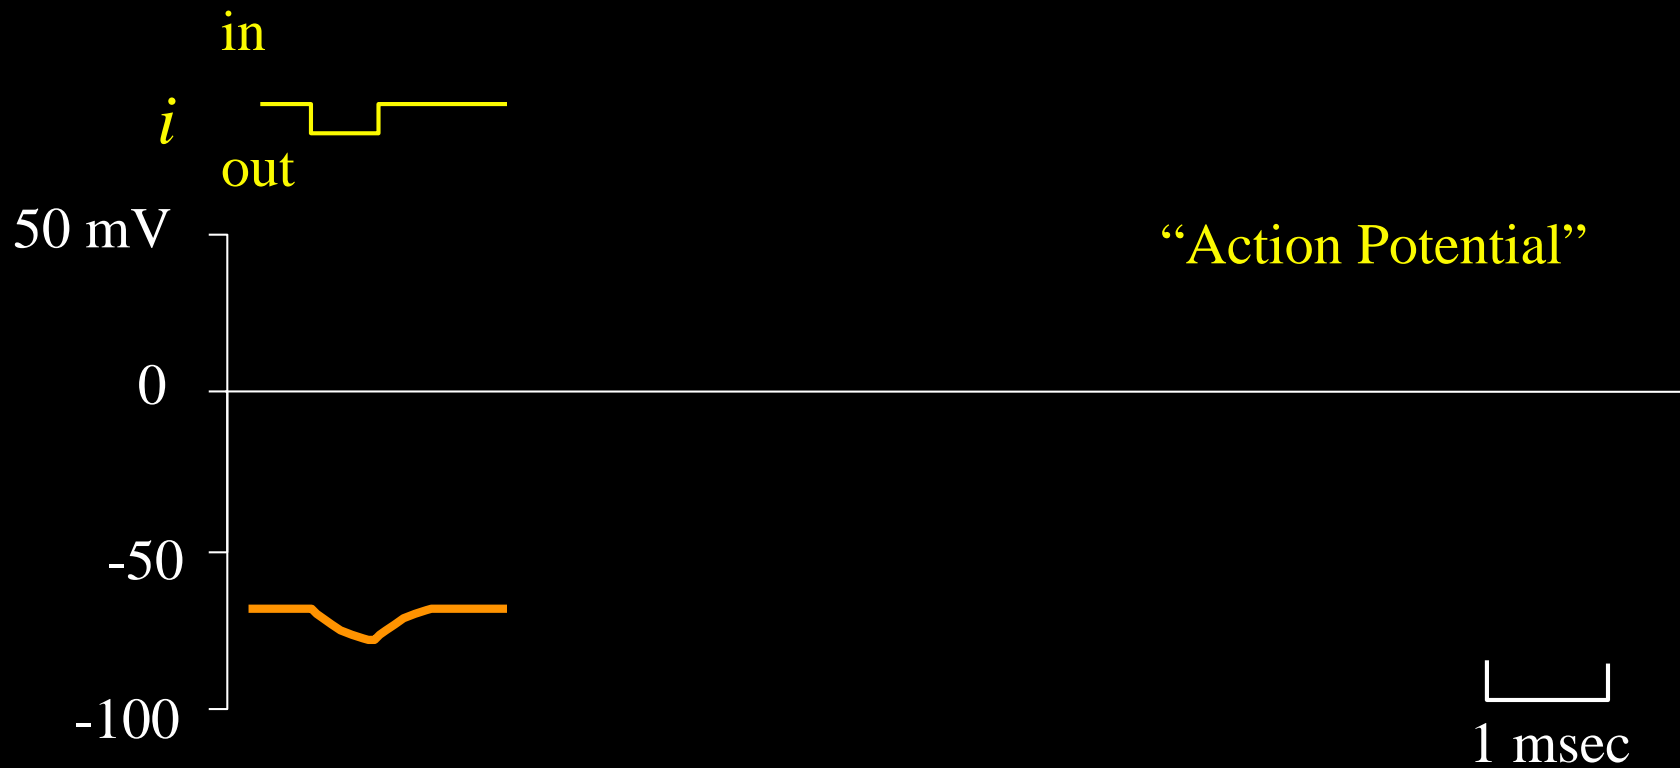 in
i
out
50 mV
“Action Potential”
0
-50
-100
1 msec